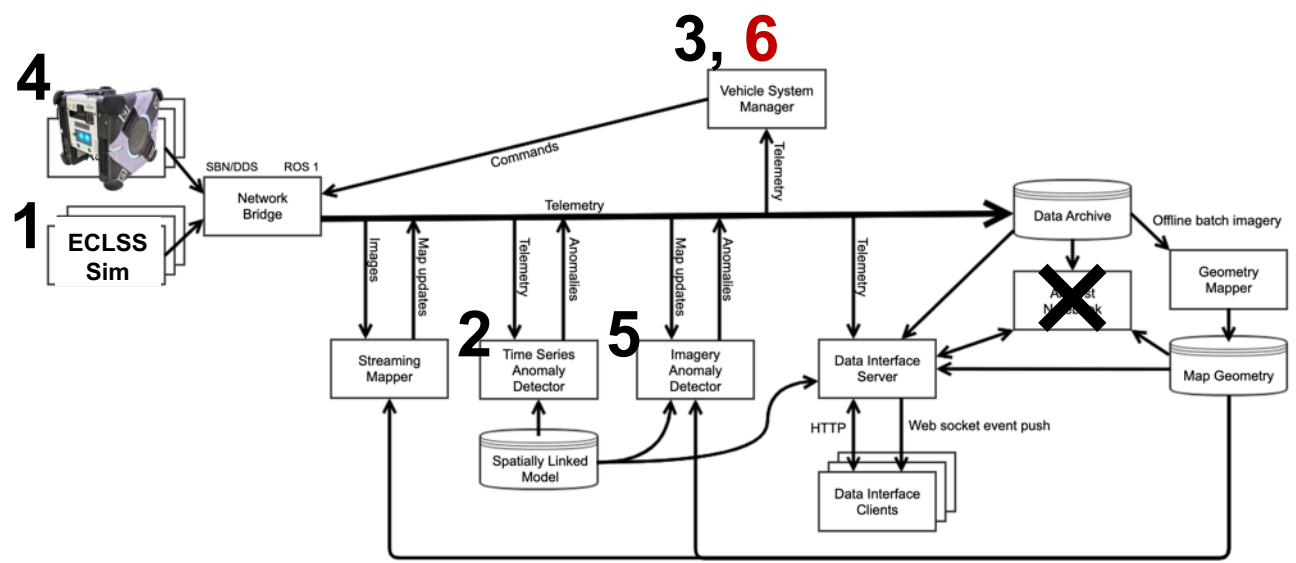 3, 6
4
Vehicle System
Manager
Commands
Telemetry
SBN/DDS
ROS 1
Network
Bridge
Telemetry
1
ECLSS
Sim
Data Archive
Offline batch imagery
Geometry
Mapper
Images
Map updates
Telemetry
Anomalies
Map updates
Anomalies
Telemetry
2
5
Streaming
Mapper
Time Series
Anomaly
Detector
Imagery
Anomaly
Detector
Data Interface
Server
Map Geometry
HTTP
Web socket event push
Spatially Linked
Model
Data Interface
Clients